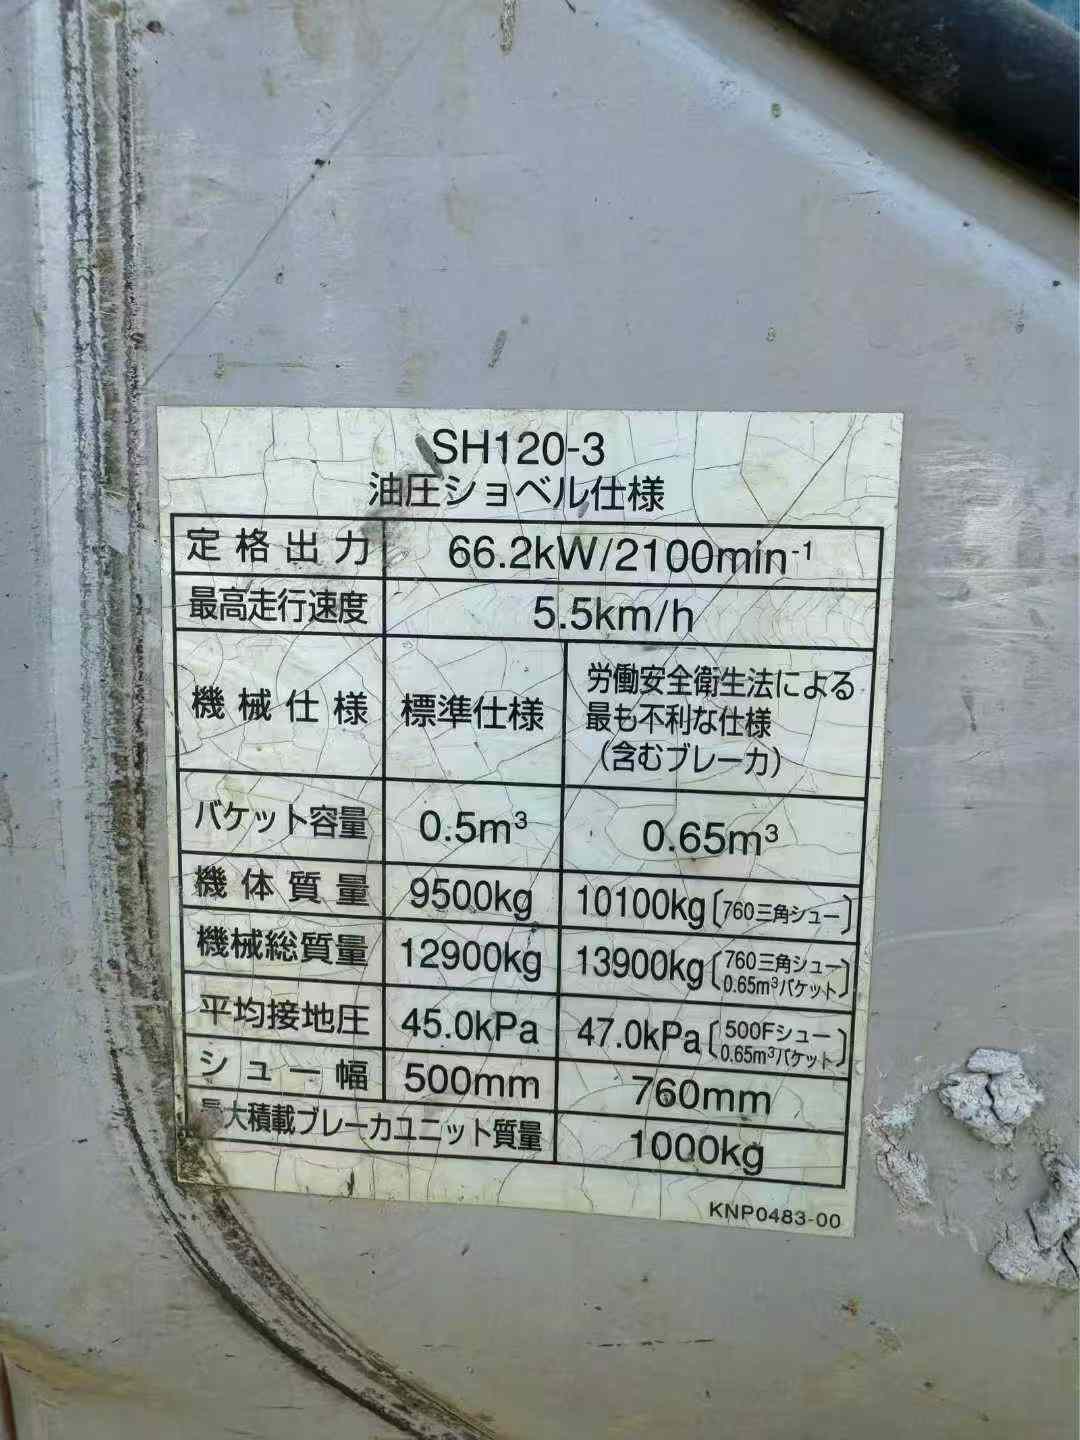 SH120-3
油圧ショベル仕様
定格出力 66.2kW/2100min⁻¹
最高走行速度 5.5km/h
機械仕様 標準仕様 労働安全衛生法による
最も不利な仕様
(含むブレーカ)
バケット容量 0.5m³ 0.65m³
機体質量 9500kg 10100kg〔760三角シュー〕
機械総質量 12900kg 13900kg〔760三角シュー
0.65m³バケット〕
平均接地圧 45.0kPa 47.0kPa〔500Fシュー
0.65m³バケット〕
シュー幅 500mm 760mm
最大積載ブレーカユニット質量 1000kg
KNP0483-00